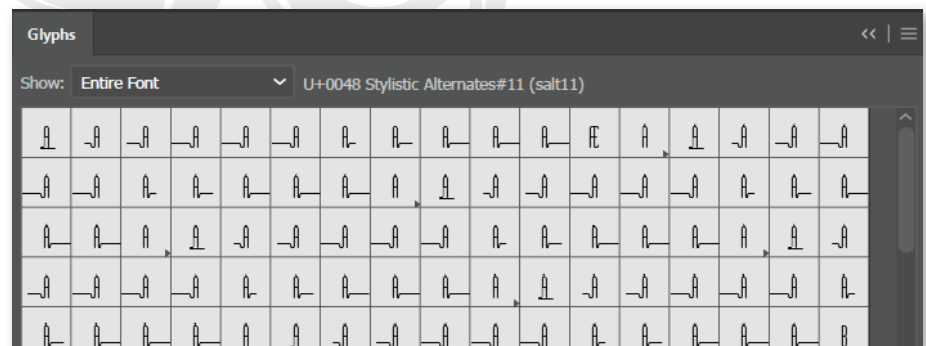 Glyphs
Show: Entire Font U+0048 Stylistic Alternates#11 (salt11)
A A A A A A A A A A Æ A A A A A
A A A A A A A A A A A A A A A A
A A A A A A A A A A A A A A A A
A A A A A A A A A A A A A A A A
A A A A A A A A A A A A A A A B